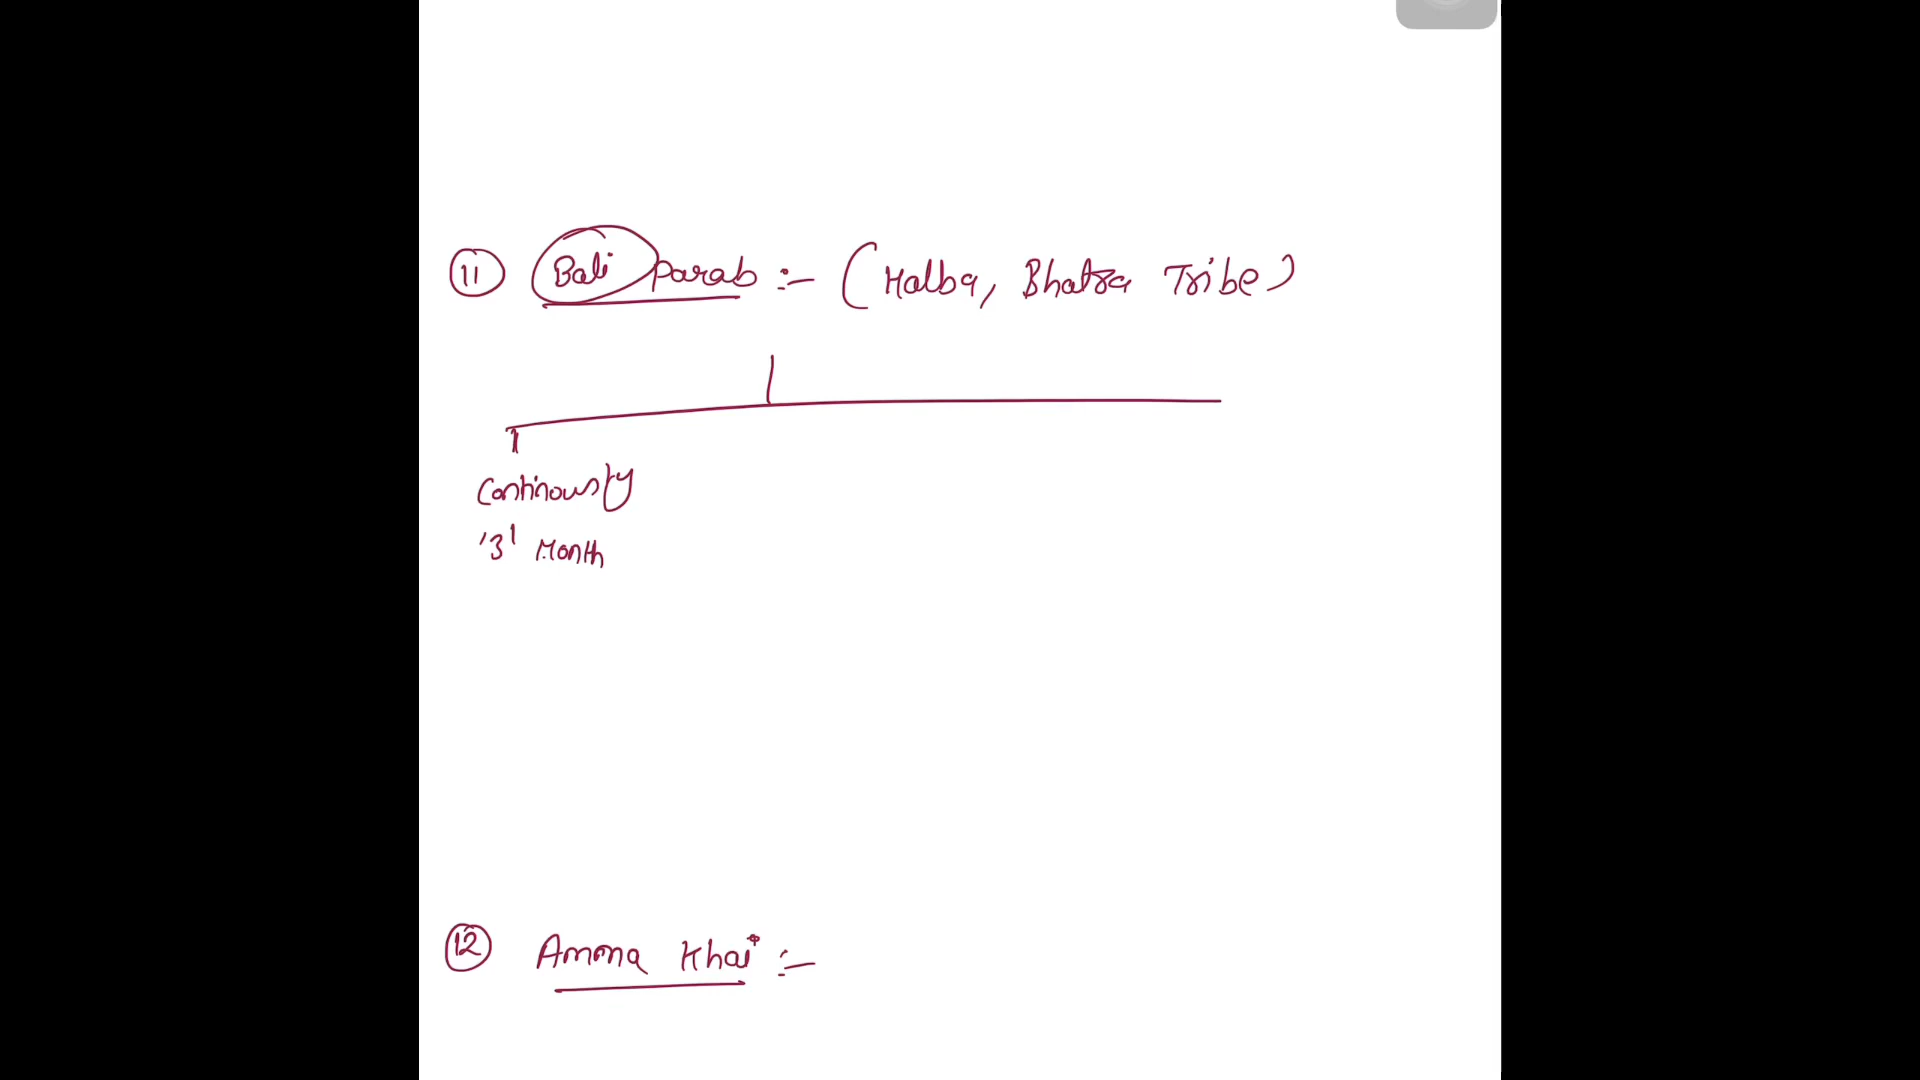 11 Bali Parab :- (Halba, Bhatra Tribe)
Continously
'3' Month
12 Amma Khai :-